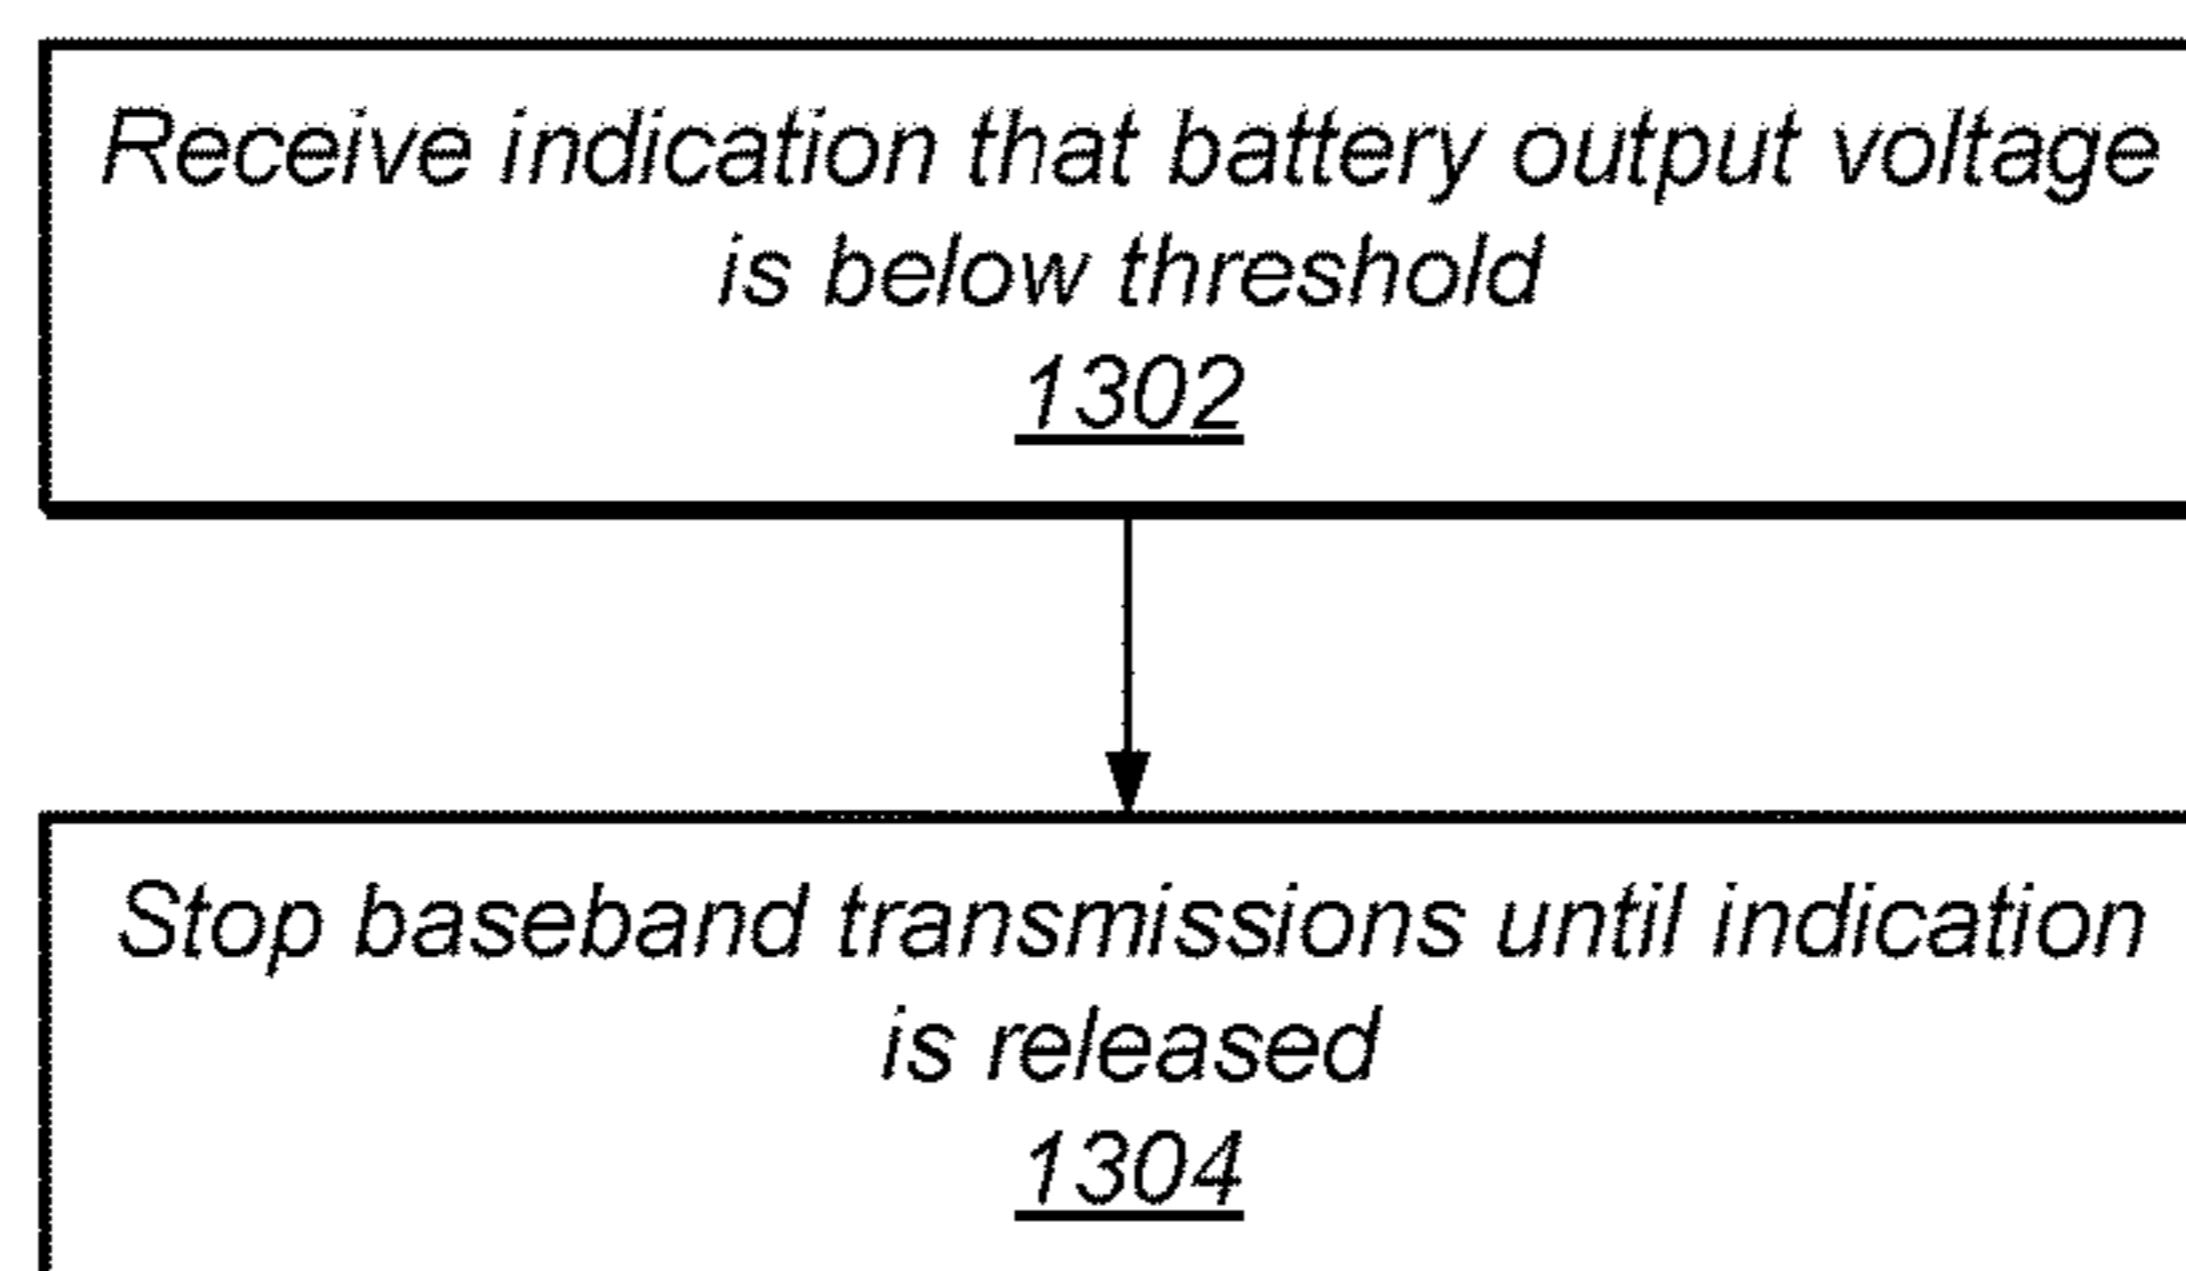 Receive indication that battery output voltage
is below threshold
1302
Stop baseband transmissions until indication
is released
1304